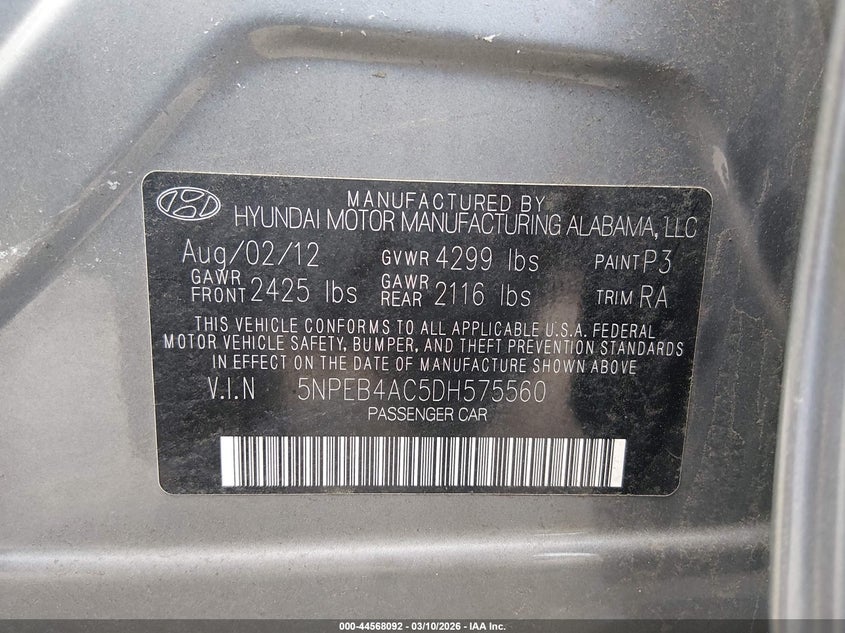 MANUFACTURED BY
HYUNDAI MOTOR MANUFACTURING ALABAMA, LLC
Aug/02/12 GVWR 4299 lbs PAINT P3
GAWR FRONT 2425 lbs GAWR REAR 2116 lbs TRIM RA
THIS VEHICLE CONFORMS TO ALL APPLICABLE U.S.A. FEDERAL
MOTOR VEHICLE SAFETY, BUMPER, AND THEFT PREVENTION STANDARDS
IN EFFECT ON THE DATE OF MANUFACTURE SHOWN ABOVE
V.I.N 5NPEB4AC5DH575560
PASSENGER CAR
000-44568092 — 03/10/2026 — IAA Inc.